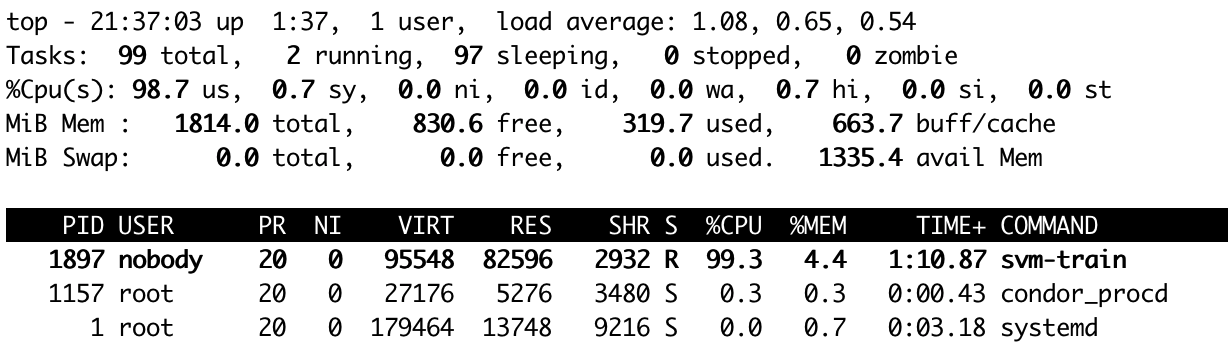 top - 21:37:03 up  1:37,  1 user,  load average: 1.08, 0.65, 0.54
Tasks:  99 total,   2 running,  97 sleeping,   0 stopped,   0 zombie
%Cpu(s): 98.7 us,  0.7 sy,  0.0 ni,  0.0 id,  0.0 wa,  0.7 hi,  0.0 si,  0.0 st
MiB Mem :   1814.0 total,    830.6 free,    319.7 used,    663.7 buff/cache
MiB Swap:      0.0 total,      0.0 free,      0.0 used.   1335.4 avail Mem
    PID USER      PR  NI    VIRT    RES    SHR S  %CPU  %MEM     TIME+ COMMAND
   1897 nobody    20   0   95548  82596   2932 R  99.3   4.4   1:10.87 svm-train
   1157 root      20   0   27176   5276   3480 S   0.3   0.3   0:00.43 condor_procd
      1 root      20   0  179464  13748   9216 S   0.0   0.7   0:03.18 systemd